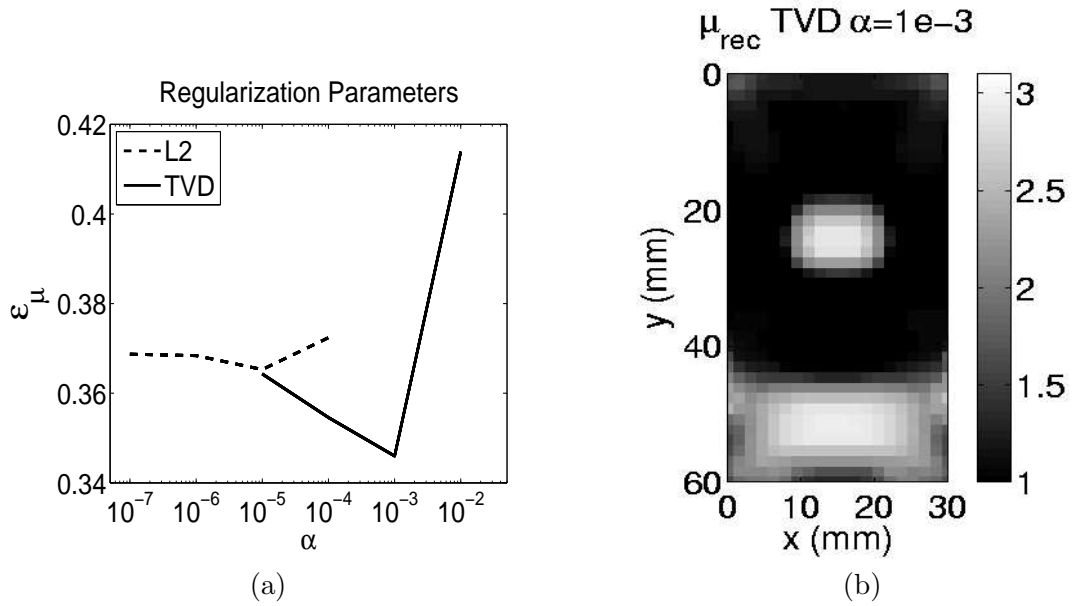 Regularization Parameters
0.42
0.4
0.38
0.36
0.34
ε_μ
L2
TVD
10^-7
10^-6
10^-5
10^-4
10^-3
10^-2
α
(a)
μ_rec TVD α=1e−3
0
20
40
60
y (mm)
0
10
20
30
x (mm)
3
2.5
2
1.5
1
(b)